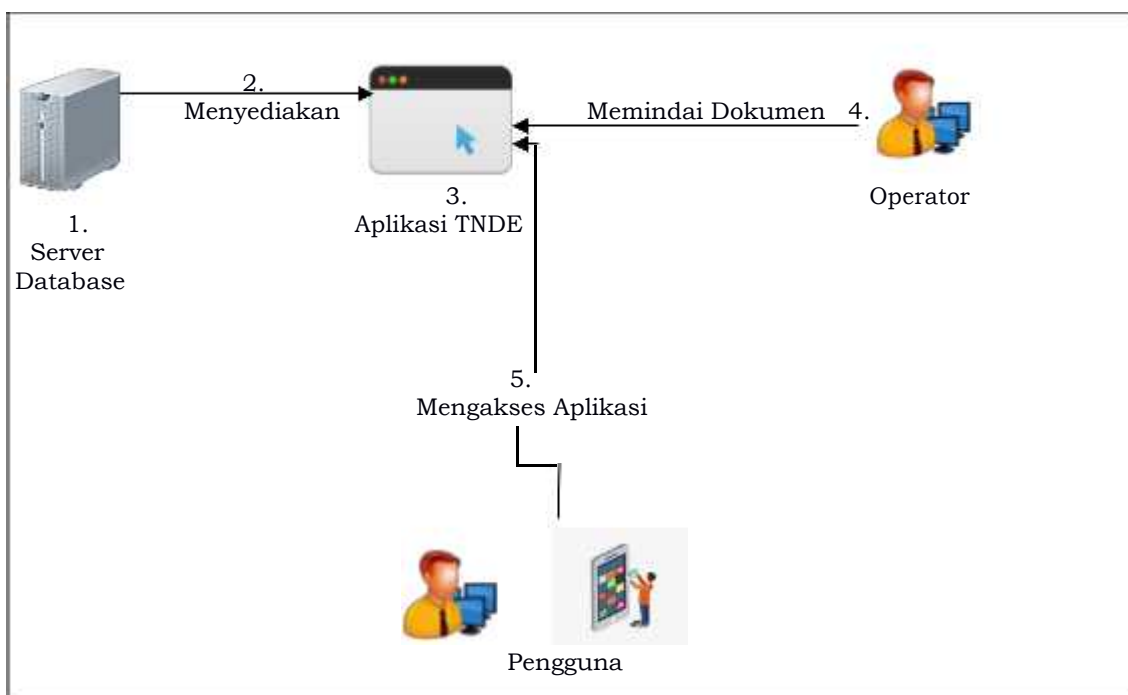 2.
Menyediakan
Memindai Dokumen 4.
3.
Aplikasi TNDE
Operator
1.
Server
Database
5.
Mengakses Aplikasi
Pengguna